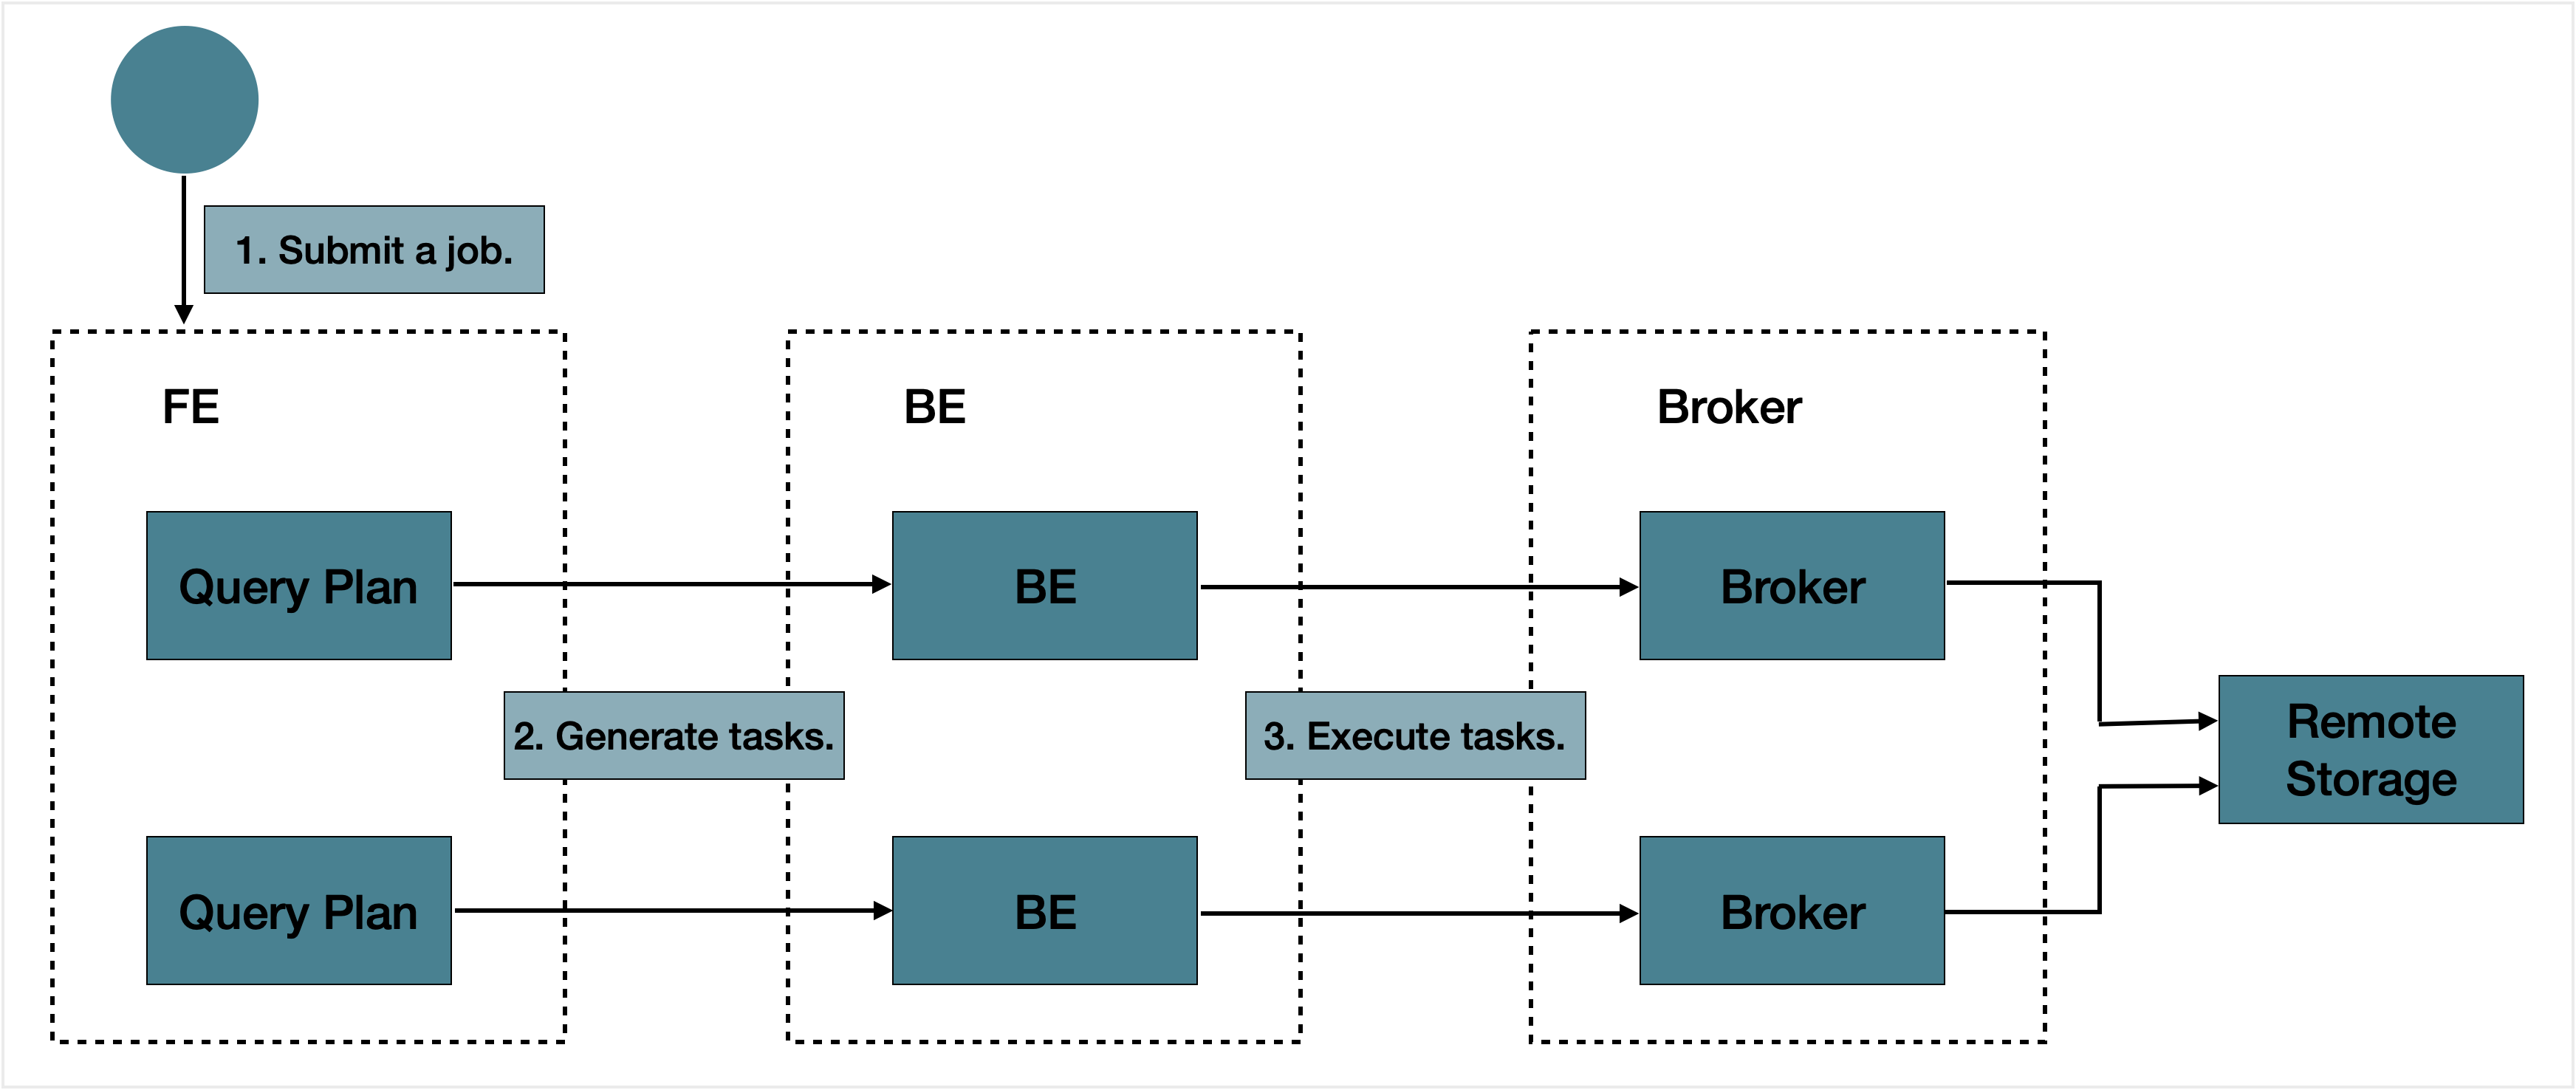 1. Submit a job.
FE
BE
Broker
Query Plan
BE
Broker
2. Generate tasks.
3. Execute tasks.
Remote
Storage
Query Plan
BE
Broker